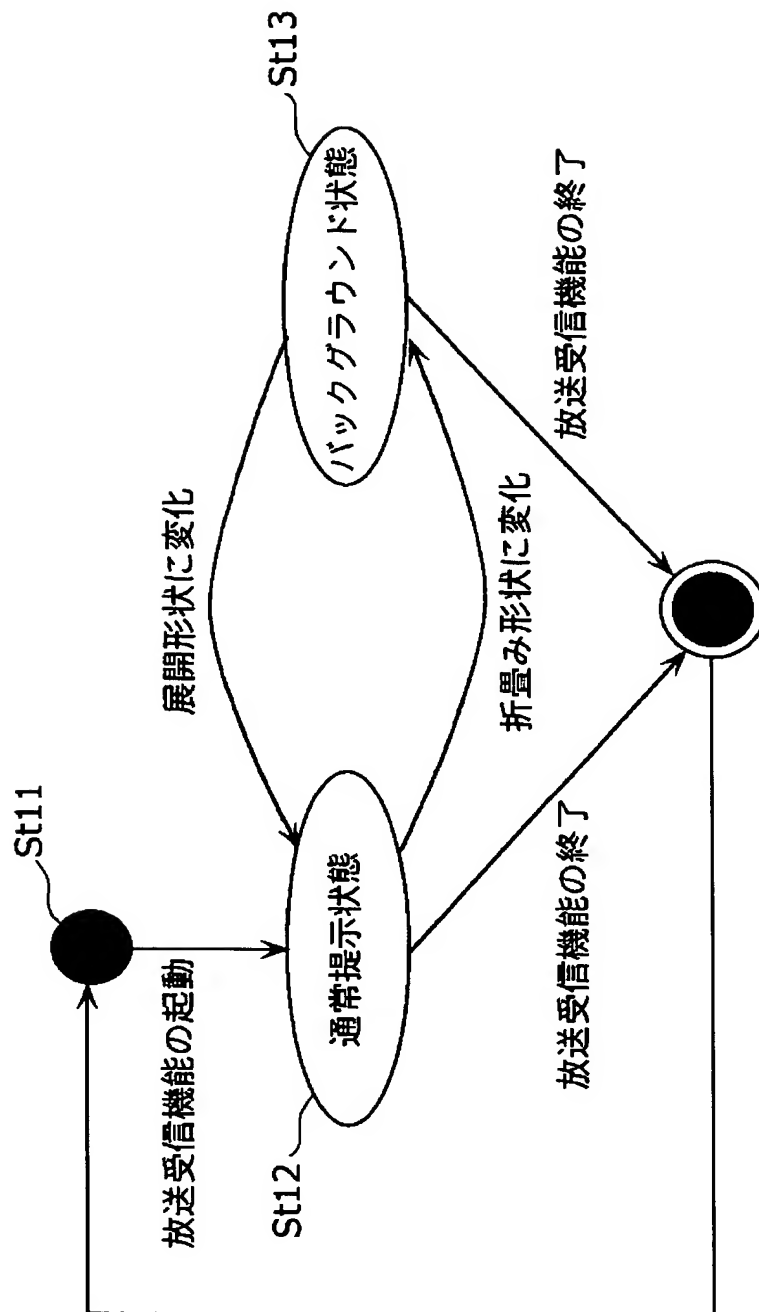 St11
放送受信機能の起動
St12
通常提示状態
展開形状に変化
St13
バックグラウンド状態
折畳み形状に変化
放送受信機能の終了
放送受信機能の終了